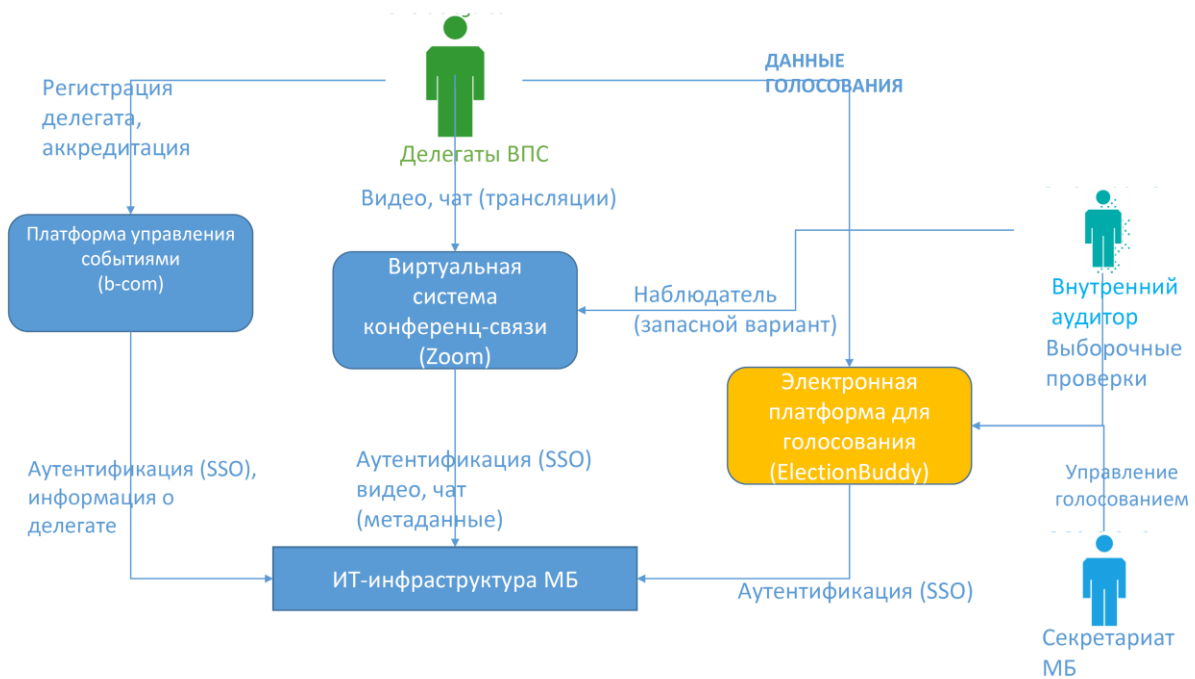 ДАННЫЕ
ГОЛОСОВАНИЯ
Регистрация
делегата,
аккредитация
Делегаты ВПС
Видео, чат (трансляции)
Платформа управления
событиями
(b-com)
Виртуальная
система
конференц-связи
(Zoom)
Наблюдатель
(запасной вариант)
Внутренний
аудитор
Выборочные
проверки
Электронная
платформа для
голосования
(ElectionBuddy)
Аутентификация (SSO),
информация о
делегате
Аутентификация (SSO)
видео, чат
(метаданные)
Управление
голосованием
ИТ-инфраструктура МБ
Аутентификация (SSO)
Секретариат
МБ